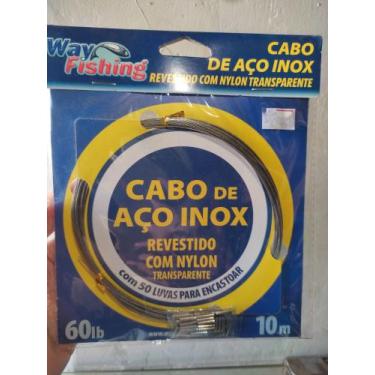 Way
Fishing
CABO
DE AÇO INOX
REVESTIDO COM NYLON TRANSPARENTE
CABO DE
AÇO INOX
REVESTIDO
COM NYLON
TRANSPARENTE
com 50 LUVAS PARA ENCASTOAR
60lb
10m